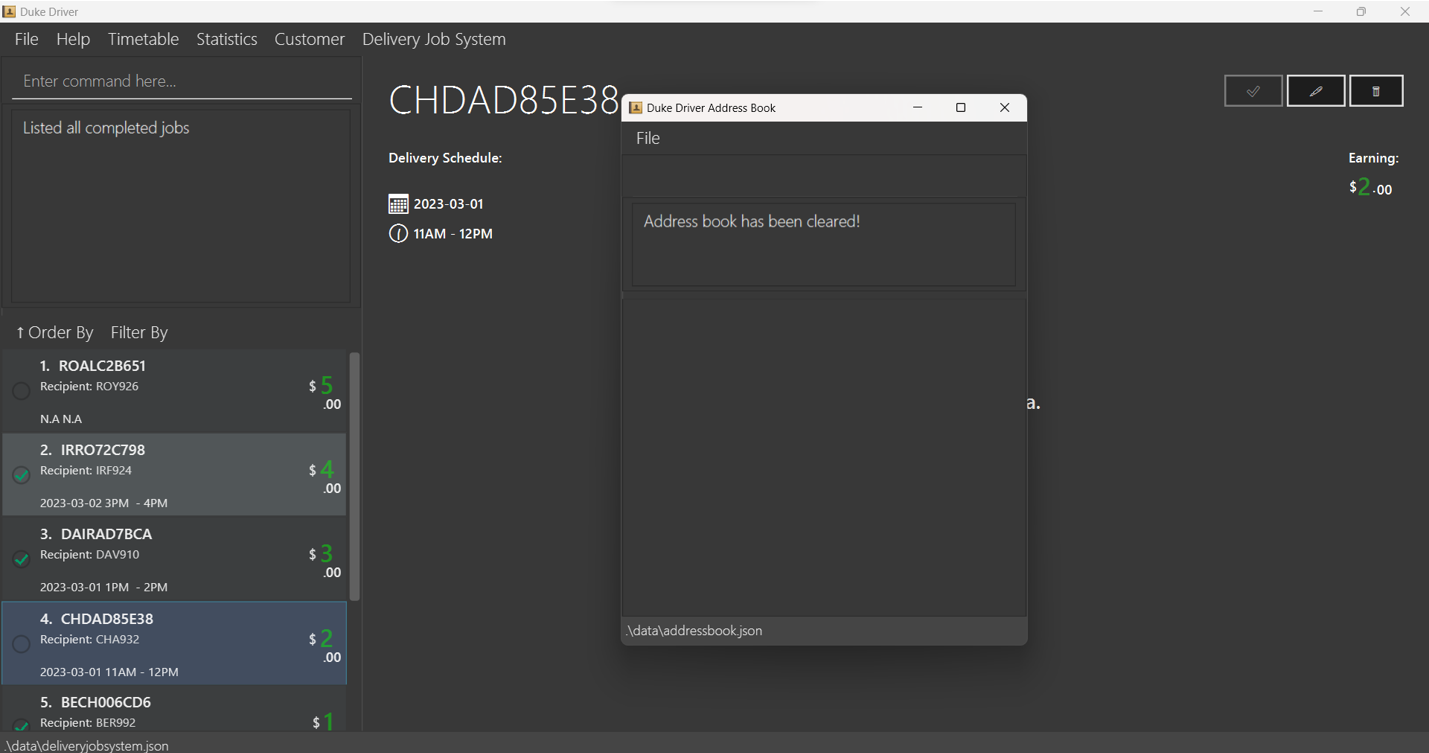 Duke Driver
File Help Timetable Statistics Customer Delivery Job System
Enter command here...
Listed all completed jobs
↑ Order By Filter By
1. ROALC2B651
Recipient: ROY926
$ 5.00
N.A N.A
2. IRRO72C798
Recipient: IRF924
$ 4.00
2023-03-02 3PM - 4PM
3. DAIRAD7BCA
Recipient: DAV910
$ 3.00
2023-03-01 1PM - 2PM
4. CHDAD85E38
Recipient: CHA932
$ 2.00
2023-03-01 11AM - 12PM
5. BECH006CD6
Recipient: BER992
$ 1
.\data\deliveryjobsystem.json
CHDAD85E38
Delivery Schedule:
2023-03-01
11AM - 12PM
Earning:
$2.00
a.
Duke Driver Address Book
File
Address book has been cleared!
.\data\addressbook.json